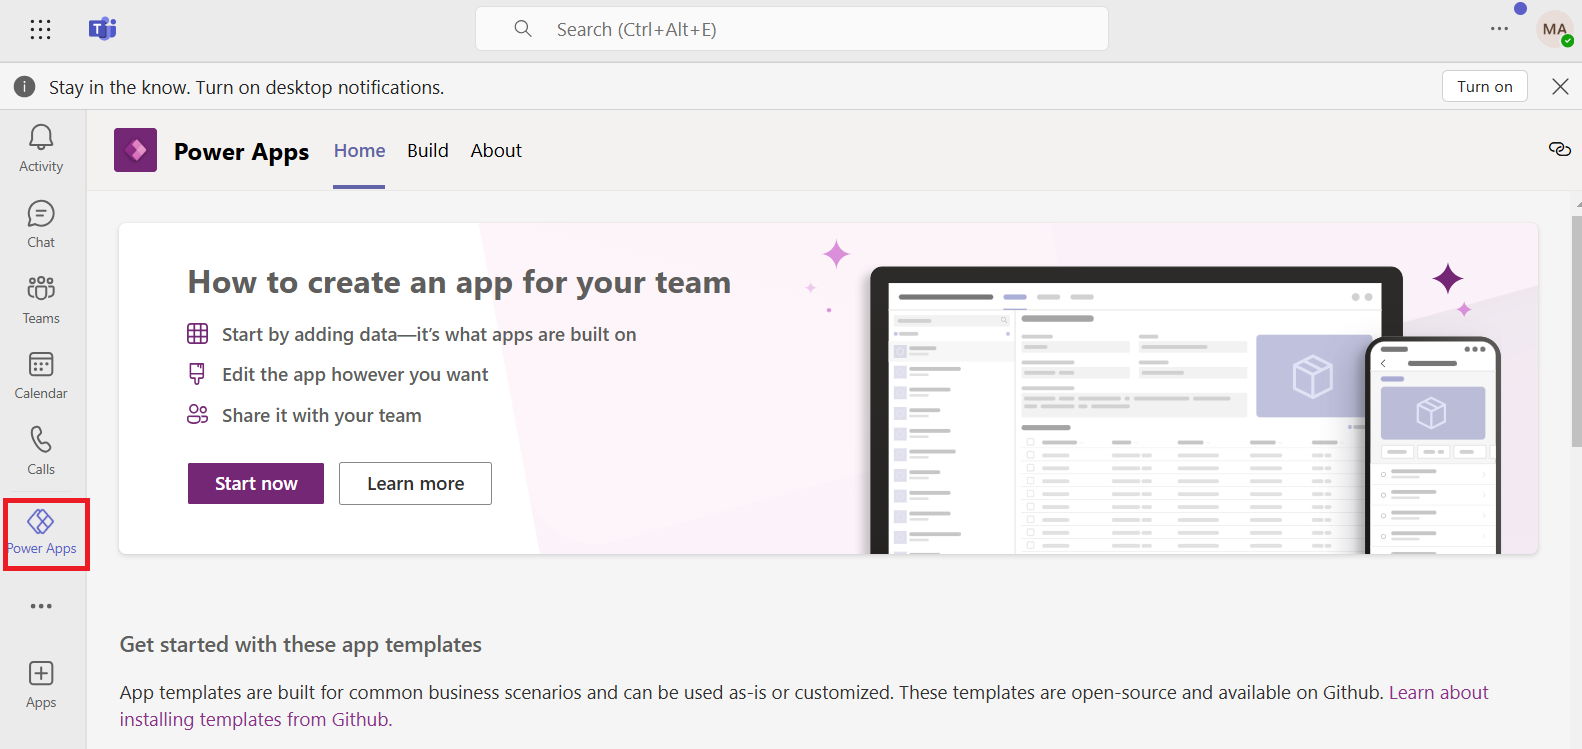 Search (Ctrl+Alt+E)
MA
Stay in the know. Turn on desktop notifications.
Turn on
Activity
Chat
Teams
Calendar
Calls
Power Apps
Apps
Power Apps
Home
Build
About
How to create an app for your team
Start by adding data—it's what apps are built on
Edit the app however you want
Share it with your team
Start now
Learn more
Get started with these app templates
App templates are built for common business scenarios and can be used as-is or customized. These templates are open-source and available on Github. Learn about
installing templates from Github.